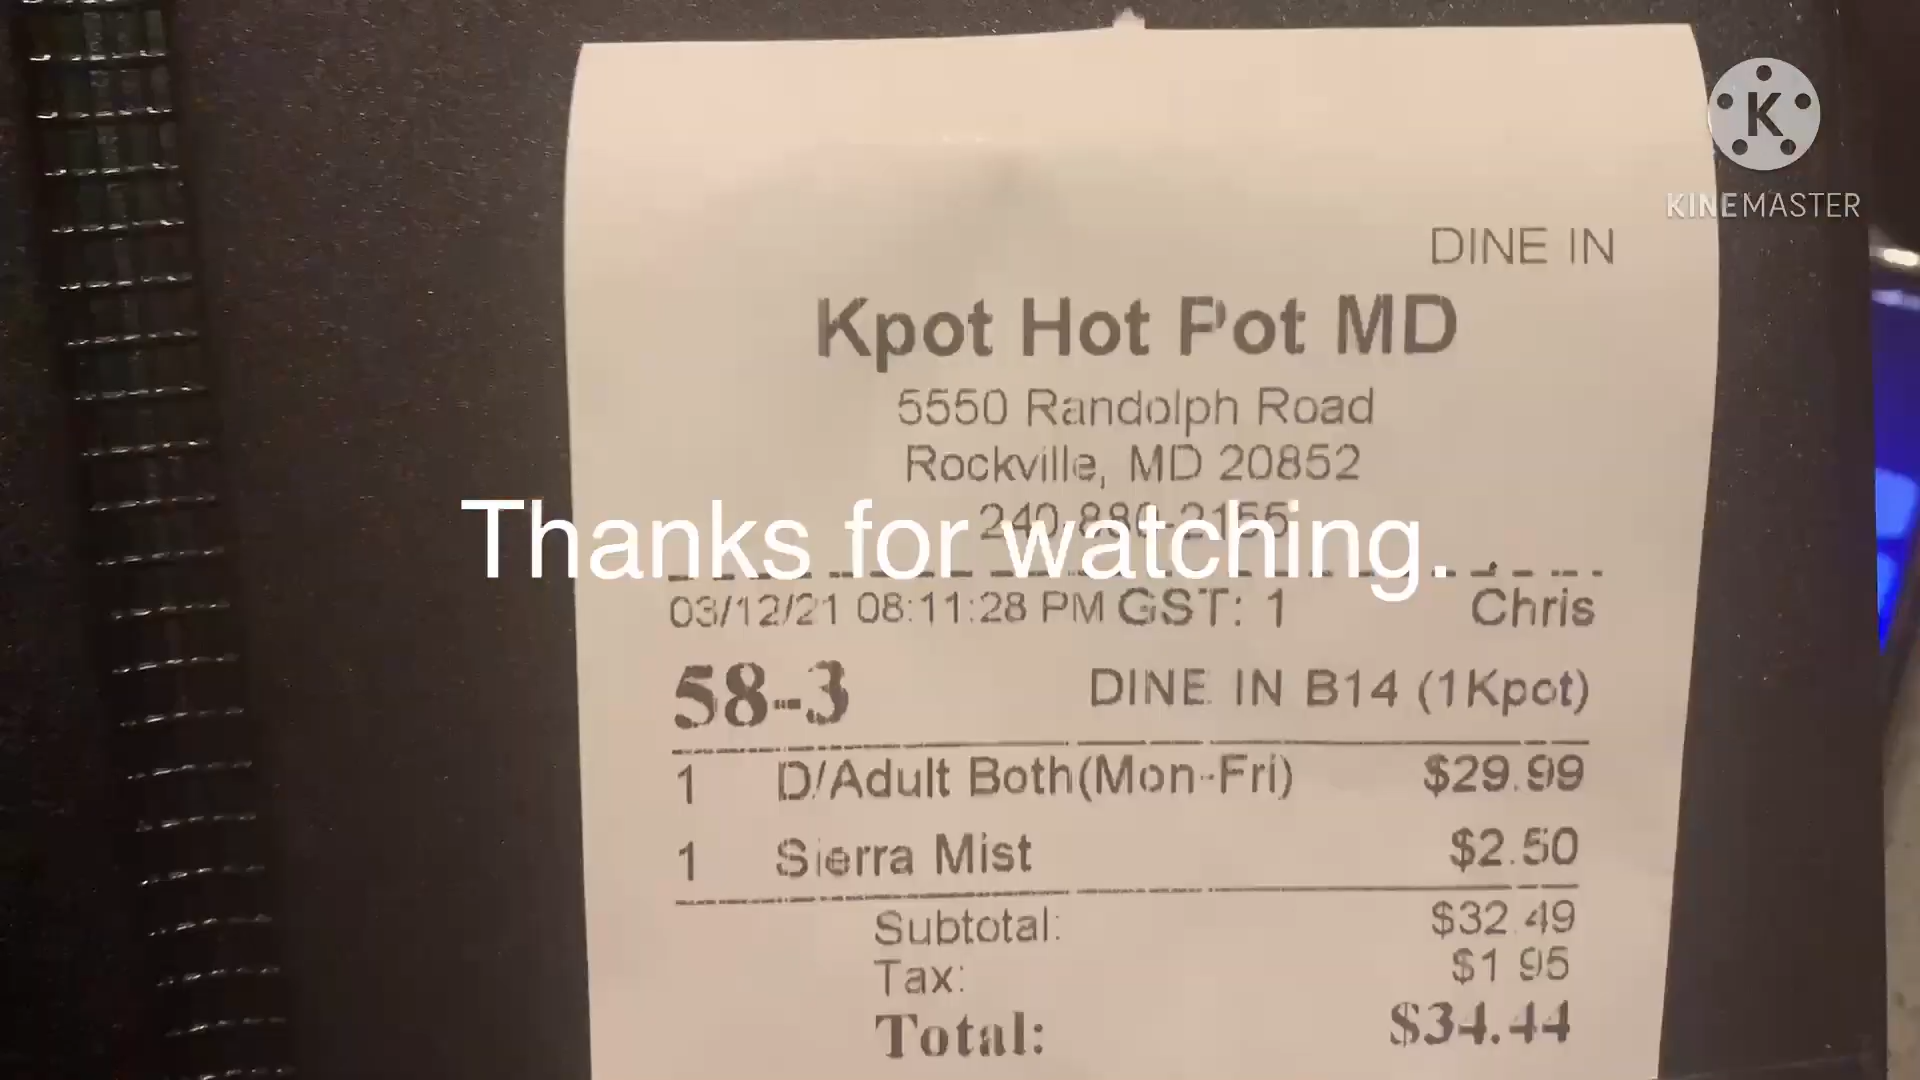 K
KINEMASTER
DINE IN
Kpot Hot Pot MD
5550 Randolph Road
Rockville, MD 20852
Thanks for watching.
03/12/21 08:11:28 PM GST: 1 Chris
58-3 DINE IN B14 (1Kpot)
1 D/Adult Both(Mon-Fri) $29.99
1 Sierra Mist $2.50
Subtotal: $32.49
Tax: $1.95
Total: $34.44